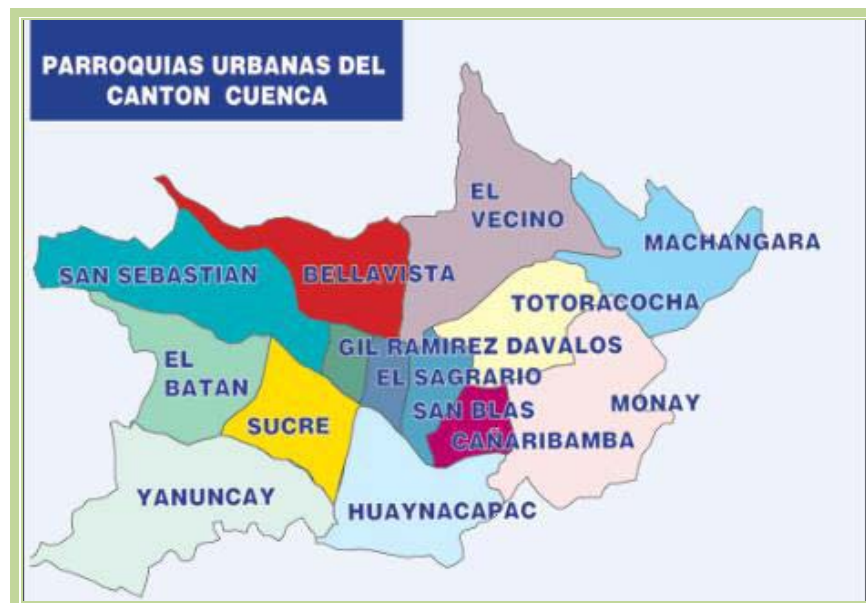 PARROQUIAS URBANAS DEL
CANTON CUENCA
EL
VECINO
MACHANGARA
SAN SEBASTIAN
BELLAVISTA
TOTORACOCHA
GIL RAMIREZ DAVALOS
EL
BATAN
EL SAGRARIO
SAN BLAS
MONAY
SUCRE
CAÑARIBAMBA
YANUNCAY
HUAYNACAPAC